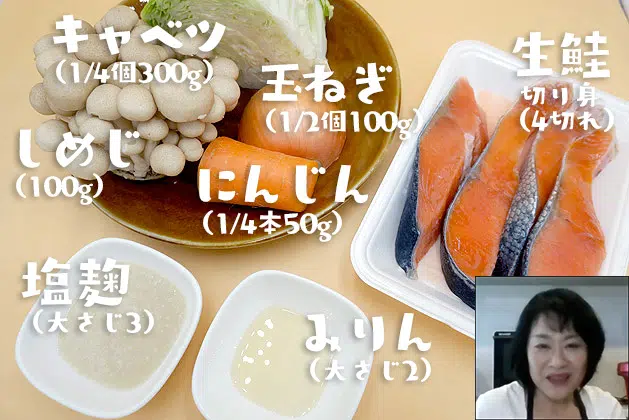 キャベツ
（1/4個300g）
玉ねぎ
（1/2個100g）
生鮭
切り身
（4切れ）
しめじ
（100g）
にんじん
（1/4本50g）
塩麹
（大さじ3）
みりん
（大さじ2）